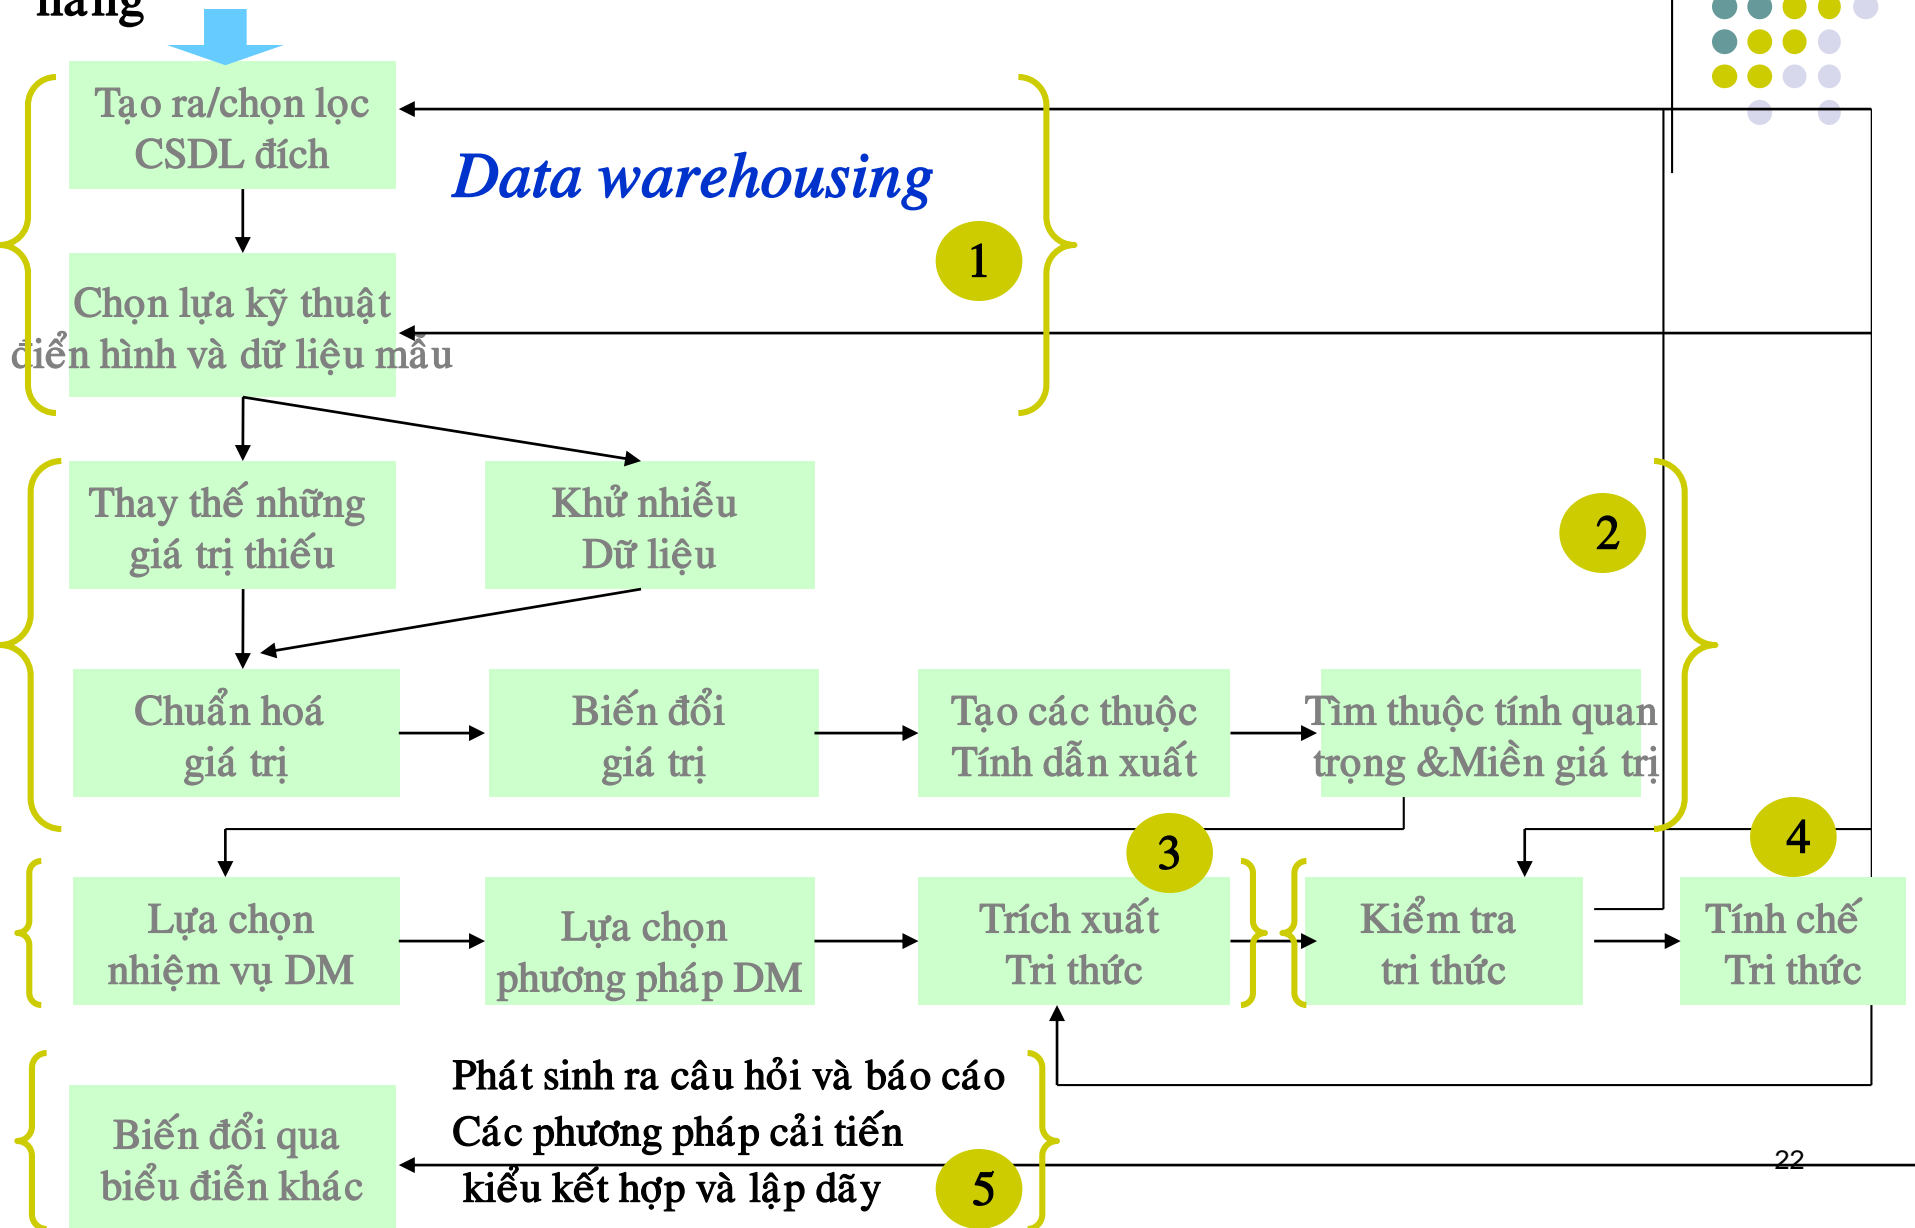 Tạo ra/chọn lọc
CSDL đích
Data warehousing
1
Chọn lựa kỹ thuật
điển hình và dữ liệu mẫu
Thay thế những
giá trị thiếu
Khử nhiễu
Dữ liệu
2
Chuẩn hoá
giá trị
Biến đổi
giá trị
Tạo các thuộc
Tính dẫn xuất
Tìm thuộc tính quan
trọng &Miền giá trị
3
4
Lựa chọn
nhiệm vụ DM
Lựa chọn
phương pháp DM
Trích xuất
Tri thức
Kiểm tra
tri thức
Tính chế
Tri thức
Phát sinh ra câu hỏi và báo cáo
Các phương pháp cải tiến
kiểu kết hợp và lập dãy
Biến đổi qua
biểu diễn khác
5
22